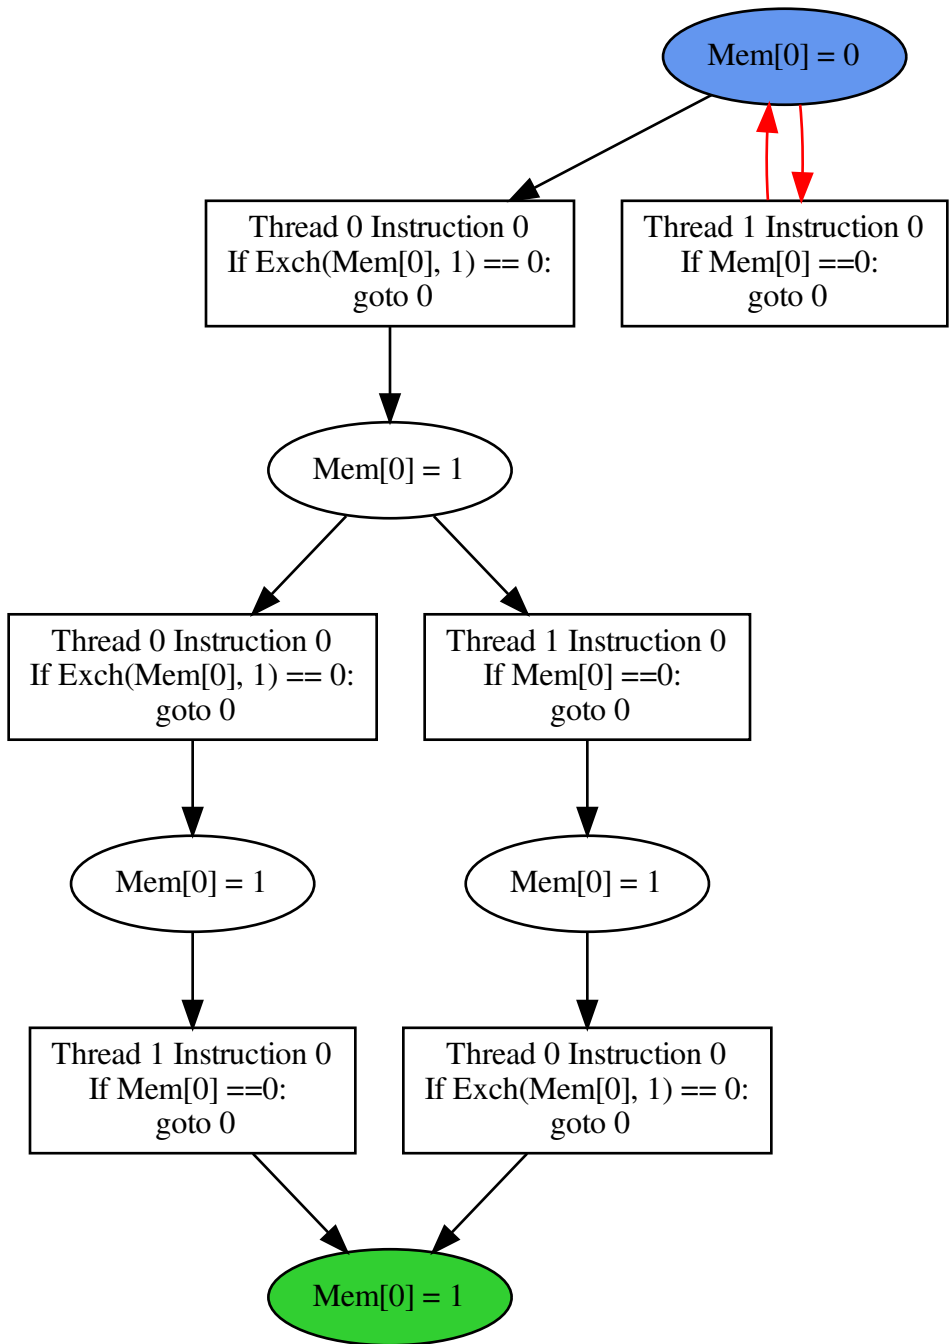 Mem[0] = 0
Thread 0 Instruction 0
If Exch(Mem[0], 1) == 0:
goto 0
Thread 1 Instruction 0
If Mem[0] ==0:
goto 0
Mem[0] = 1
Thread 0 Instruction 0
If Exch(Mem[0], 1) == 0:
goto 0
Thread 1 Instruction 0
If Mem[0] ==0:
goto 0
Mem[0] = 1
Mem[0] = 1
Thread 1 Instruction 0
If Mem[0] ==0:
goto 0
Thread 0 Instruction 0
If Exch(Mem[0], 1) == 0:
goto 0
Mem[0] = 1